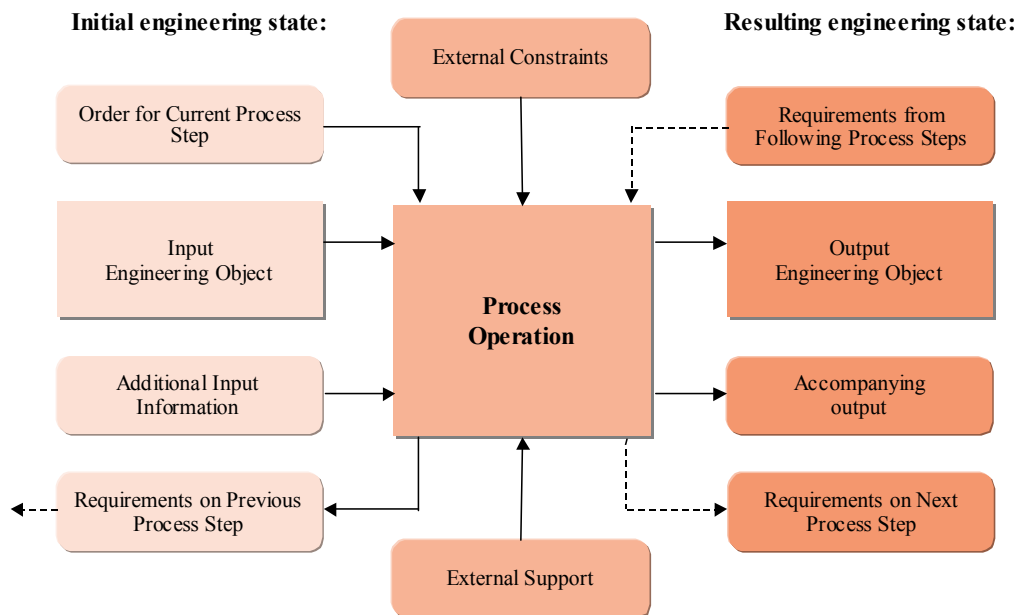 Initial engineering state:
Resulting engineering state:
External Constraints
Order for Current Process
Step
Requirements from
Following Process Steps
Input
Engineering Object
Process
Operation
Output
Engineering Object
Additional Input
Information
Accompanying
output
Requirements on Previous
Process Step
Requirements on Next
Process Step
External Support